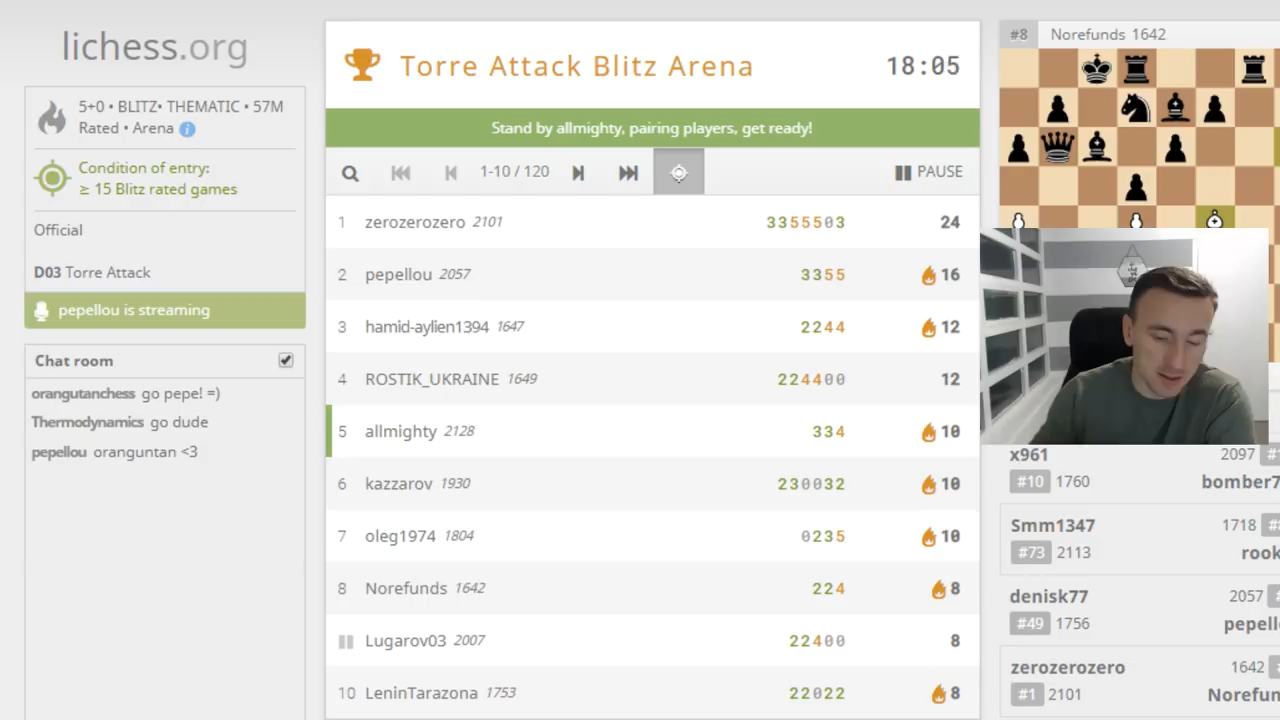 lichess.org
5+0 • BLITZ• THEMATIC • 57M
Rated • Arena
Condition of entry:
≥ 15 Blitz rated games
Official
D03 Torre Attack
pepellou is streaming
Chat room
orangutanchess go pepe! =)
Thermodynamics go dude
pepellou oranguntan <3
Torre Attack Blitz Arena 18:05
Stand by allmighty, pairing players, get ready!
1-10 / 120 PAUSE
1 zerozerozero 2101 3355503 24
2 pepellou 2057 3355 16
3 hamid-aylien1394 1647 2244 12
4 ROSTIK_UKRAINE 1649 224400 12
5 allmighty 2128 334 10
6 kazzarov 1930 230032 10
7 oleg1974 1804 0235 10
8 Norefunds 1642 224 8
Lugarov03 2007 22400 8
10 LeninTarazona 1753 22022 8
#8 Norefunds 1642
x961 2097
#10 1760
Smm1347 1718
#73 2113
denisk77 2057
#49 1756
zerozerozero 1642
#1 2101